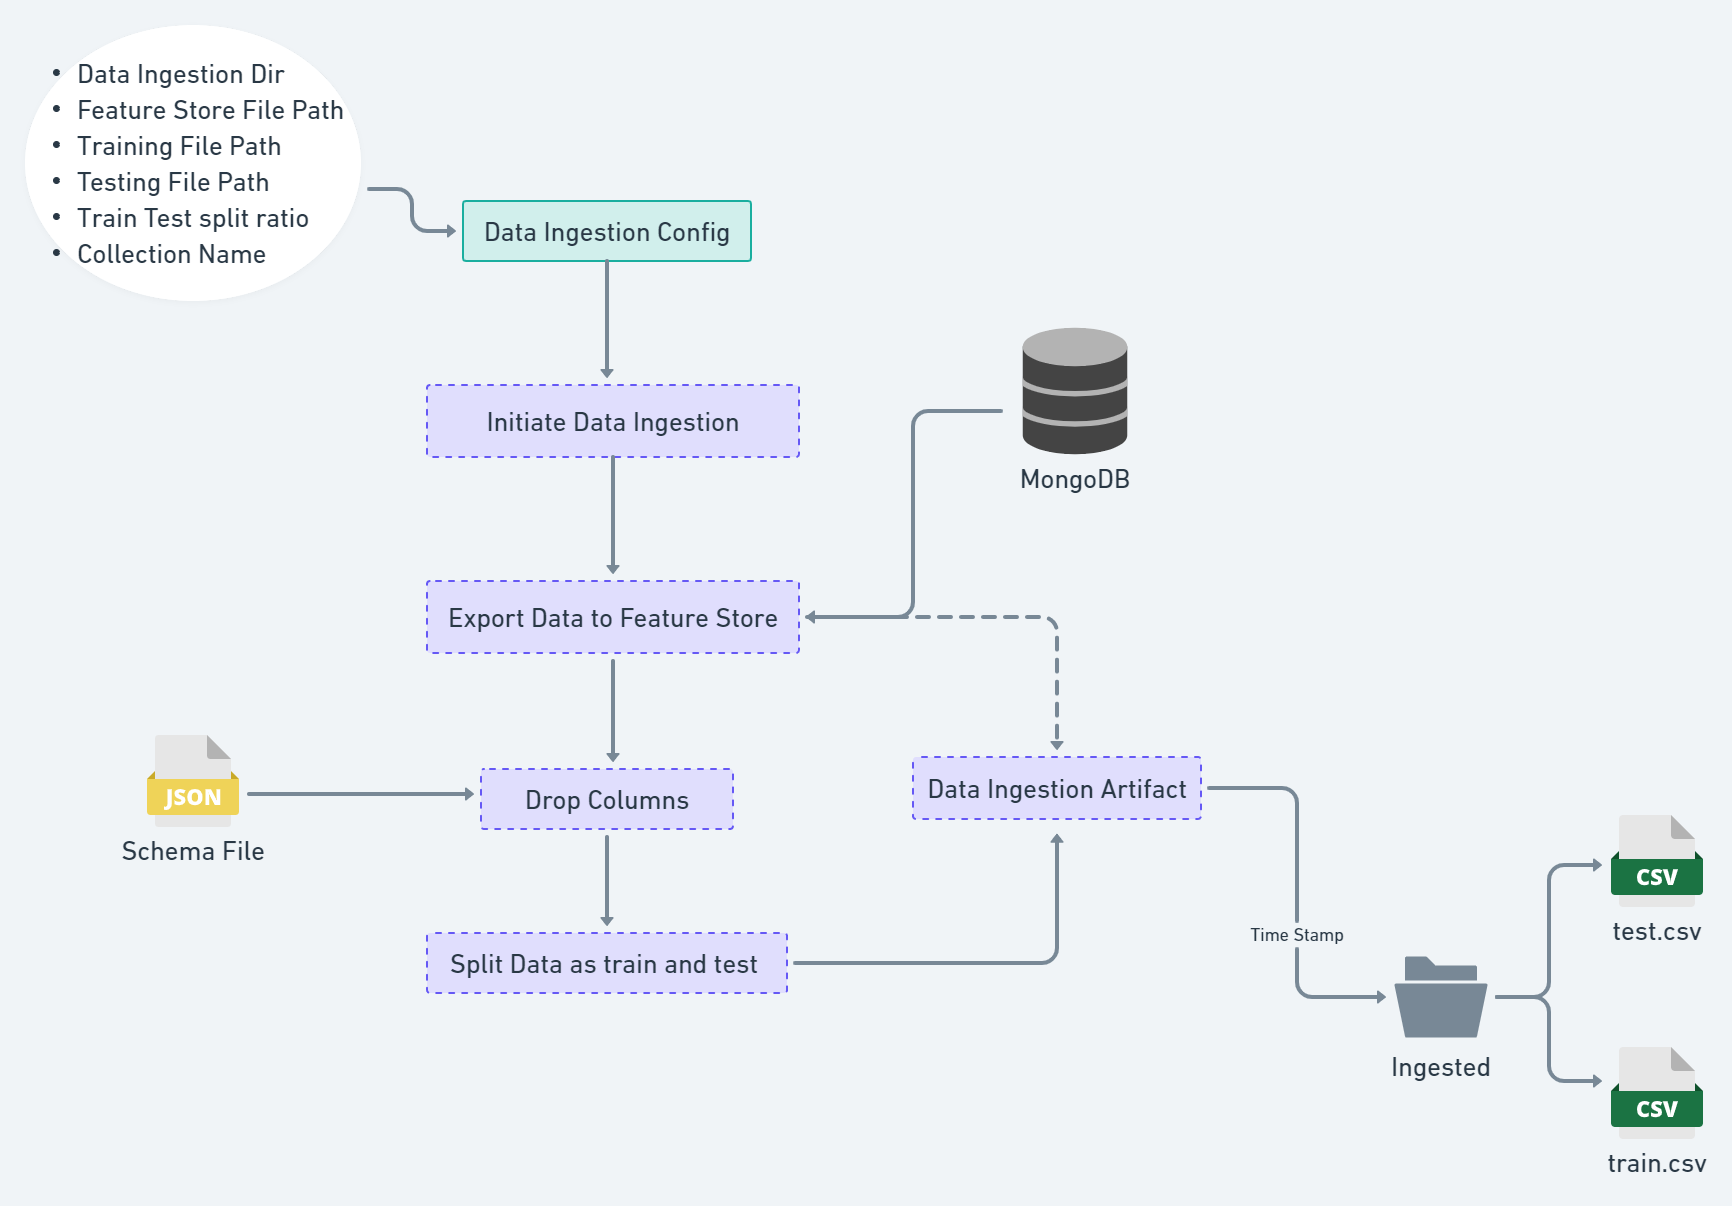 • Data Ingestion Dir
• Feature Store File Path
• Training File Path
• Testing File Path
• Train Test split ratio
• Collection Name
Data Ingestion Config
Initiate Data Ingestion
MongoDB
Export Data to Feature Store
JSON
Schema File
Drop Columns
Data Ingestion Artifact
Split Data as train and test
Time Stamp
Ingested
CSV
test.csv
CSV
train.csv